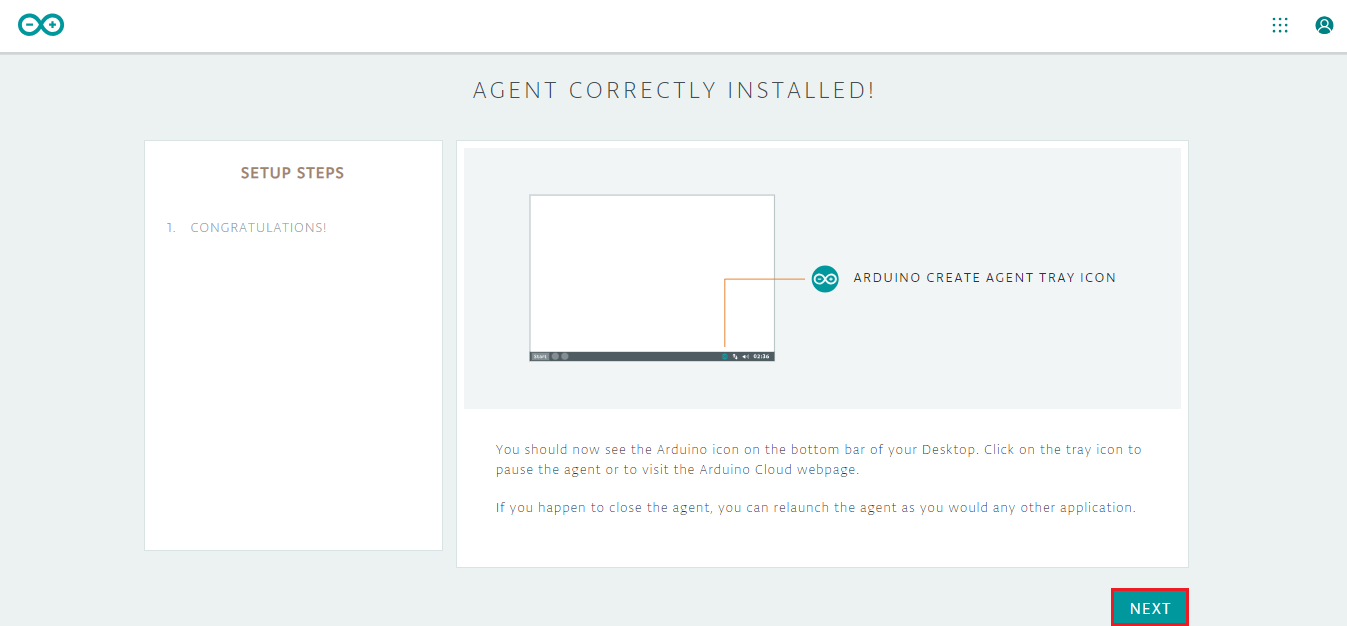 AGENT CORRECTLY INSTALLED!
SETUP STEPS
1. CONGRATULATIONS!
ARDUINO CREATE AGENT TRAY ICON
Start
02:36
You should now see the Arduino icon on the bottom bar of your Desktop. Click on the tray icon to
pause the agent or to visit the Arduino Cloud webpage.
If you happen to close the agent, you can relaunch the agent as you would any other application.
NEXT